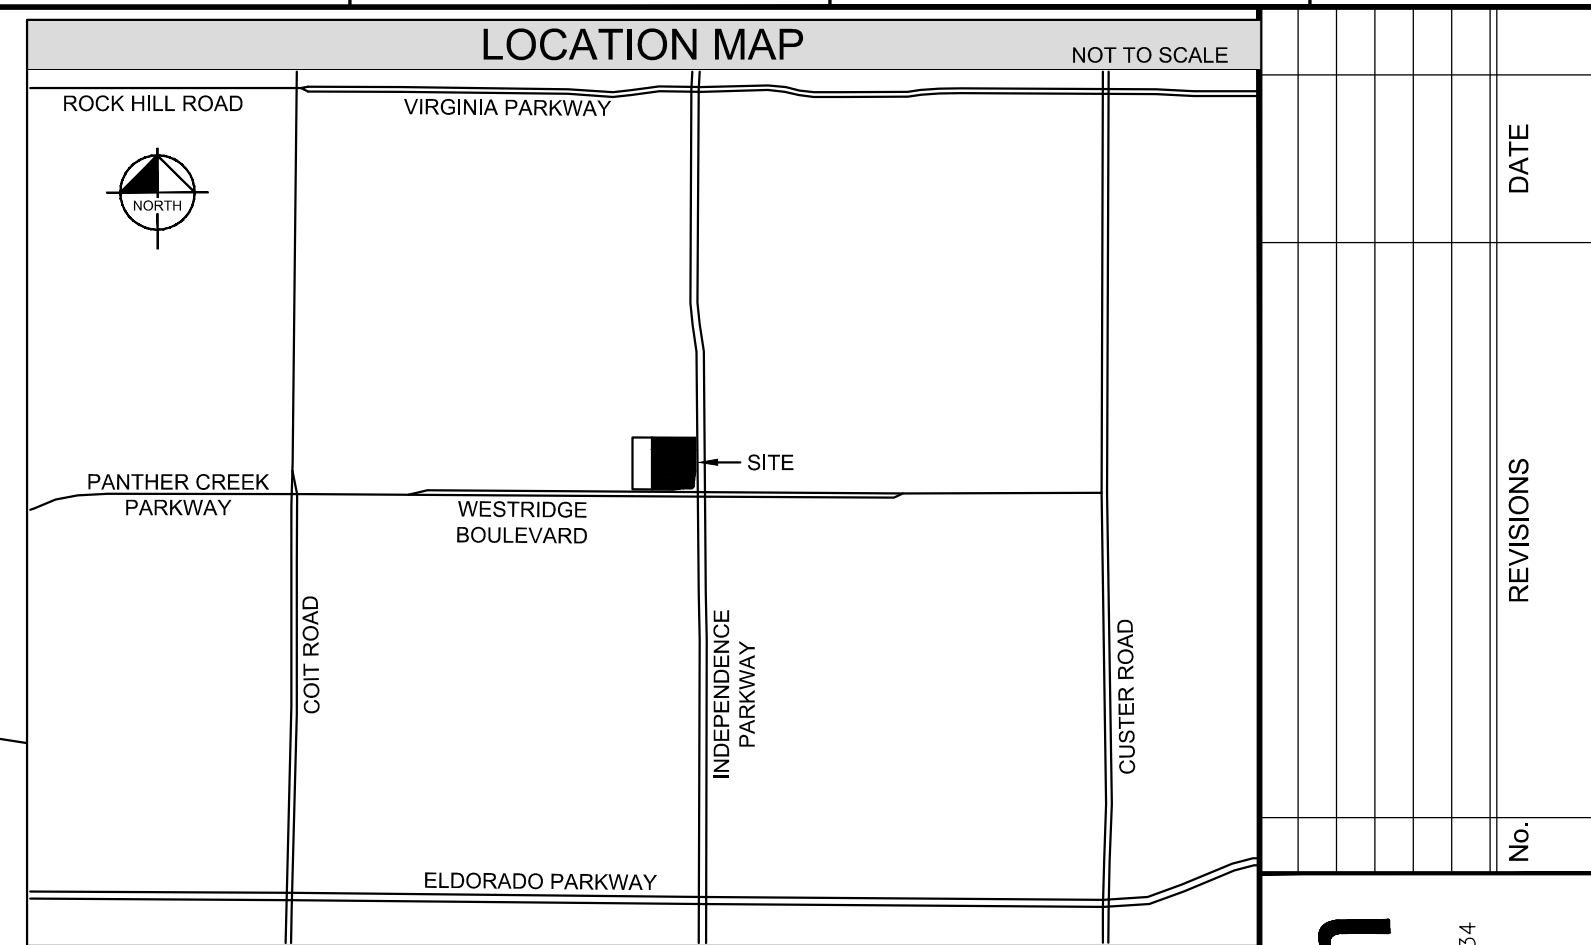 LOCATION MAP
NOT TO SCALE
ROCK HILL ROAD
VIRGINIA PARKWAY
NORTH
SITE
PANTHER CREEK
PARKWAY
WESTRIDGE
BOULEVARD
COIT ROAD
INDEPENDENCE
PARKWAY
CUSTER ROAD
ELDORADO PARKWAY
DATE
REVISIONS
No.
34